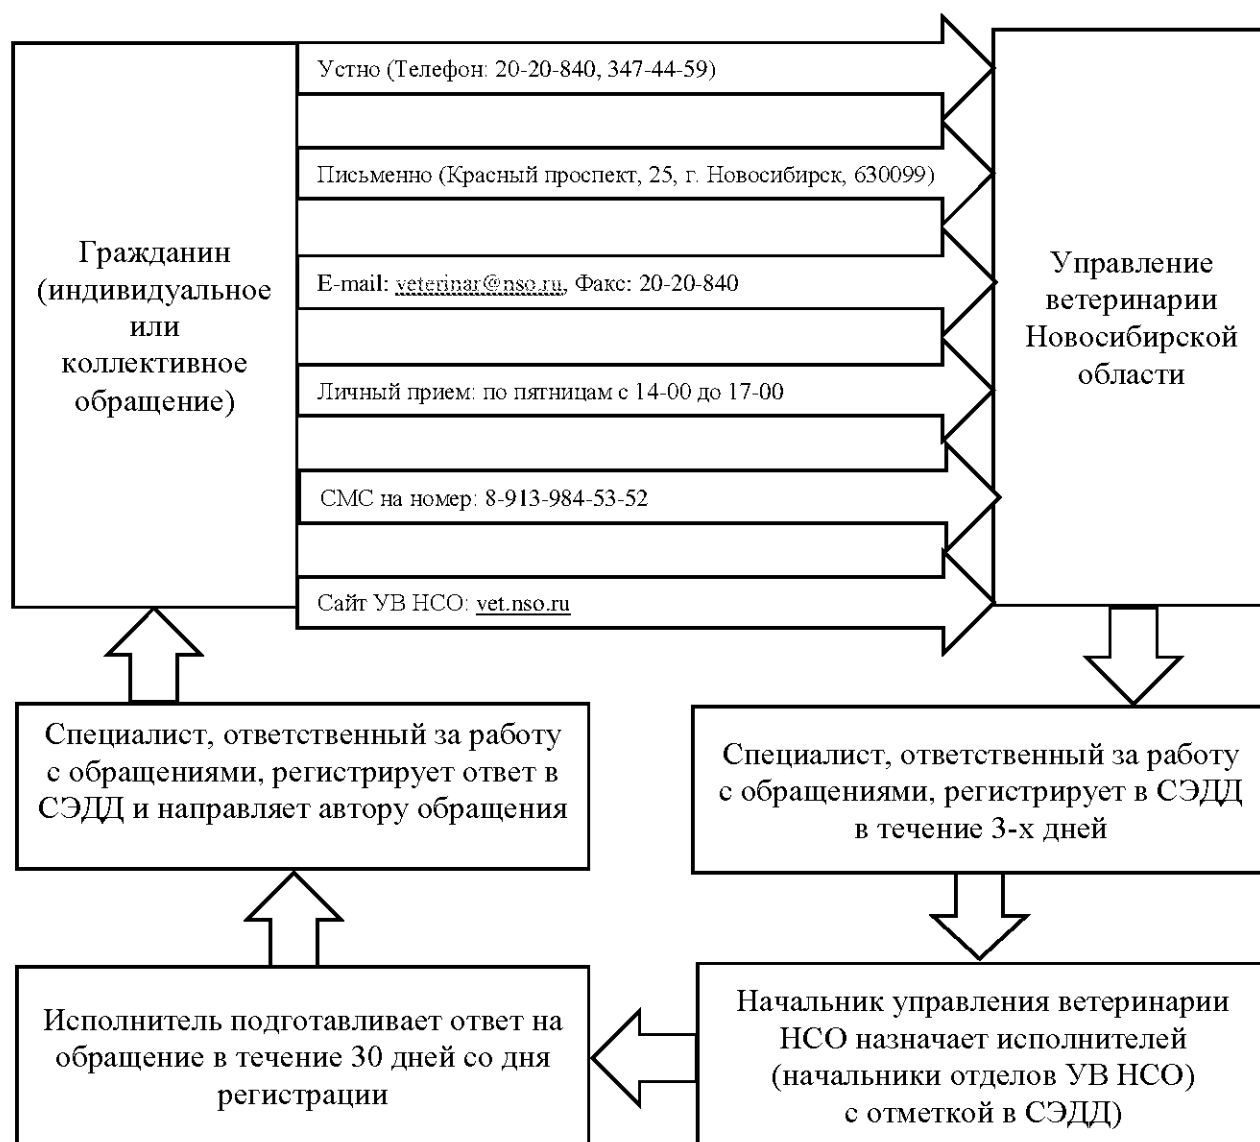 Гражданин
(индивидуальное
или
коллективное
обращение)
Устно (Телефон: 20-20-840, 347-44-59)
Письменно (Красный проспект, 25, г. Новосибирск, 630099)
E-mail: veterinar@nso.ru, Факс: 20-20-840
Личный прием: по пятницам с 14-00 до 17-00
СМС на номер: 8-913-984-53-52
Сайт УВ НСО: vet.nso.ru
Управление
ветеринарии
Новосибирской
области
Специалист, ответственный за работу
с обращениями, регистрирует в СЭДД
в течение 3-х дней
Начальник управления ветеринарии
НСО назначает исполнителей
(начальники отделов УВ НСО)
с отметкой в СЭДД)
Исполнитель подготавливает ответ на
обращение в течение 30 дней со дня
регистрации
Специалист, ответственный за работу
с обращениями, регистрирует ответ в
СЭДД и направляет автору обращения